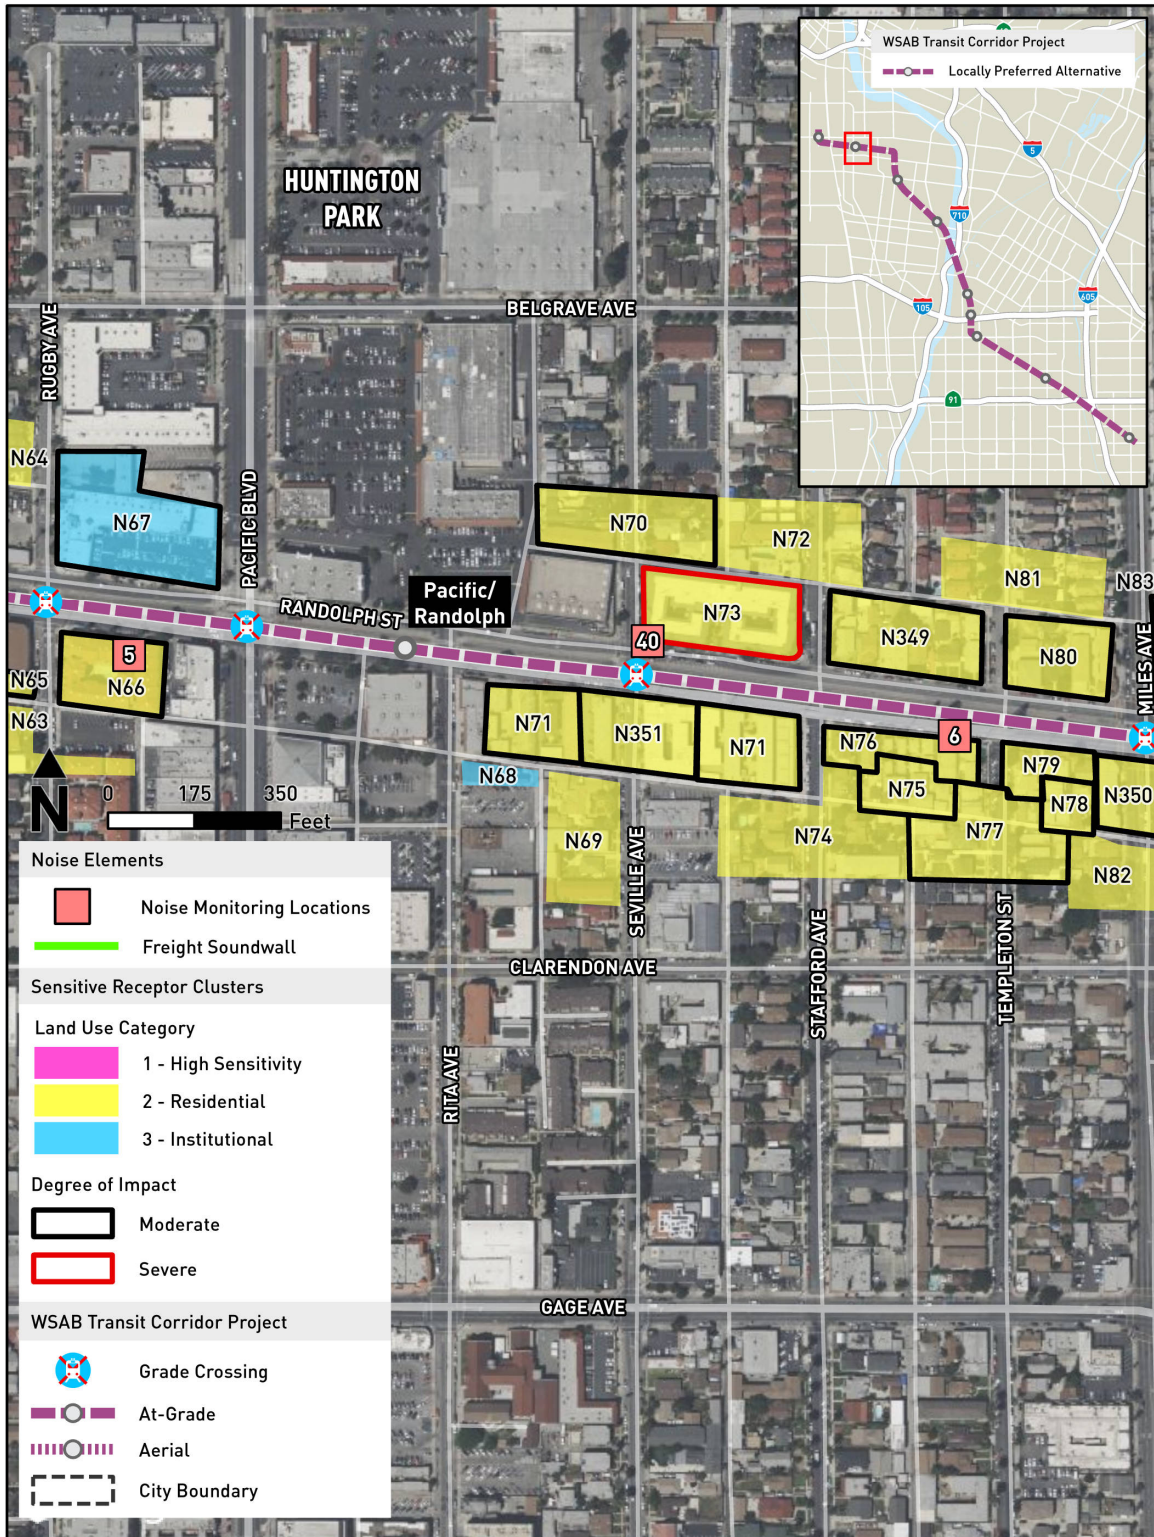 WSAB Transit Corridor Project
Locally Preferred Alternative
5
710
105
605
91
HUNTINGTON
PARK
BELGRAVE AVE
RUGBY AVE
PACIFIC BLVD
N64
N67
N70
N72
N81
N83
Pacific/
Randolph
RANDOLPH ST
N73
40
N349
N80
MILES AVE
5
N66
N65
N63
N71
N351
N71
N76
6
N79
N75
N78
N350
N68
N69
N74
N77
N82
SEVILLE AVE
STAFFORD AVE
TEMPLETON ST
N
0 175 350
Feet
CLARENDON AVE
RITA AVE
GAGE AVE
Noise Elements
Noise Monitoring Locations
Freight Soundwall
Sensitive Receptor Clusters
Land Use Category
1 - High Sensitivity
2 - Residential
3 - Institutional
Degree of Impact
Moderate
Severe
WSAB Transit Corridor Project
Grade Crossing
At-Grade
Aerial
City Boundary